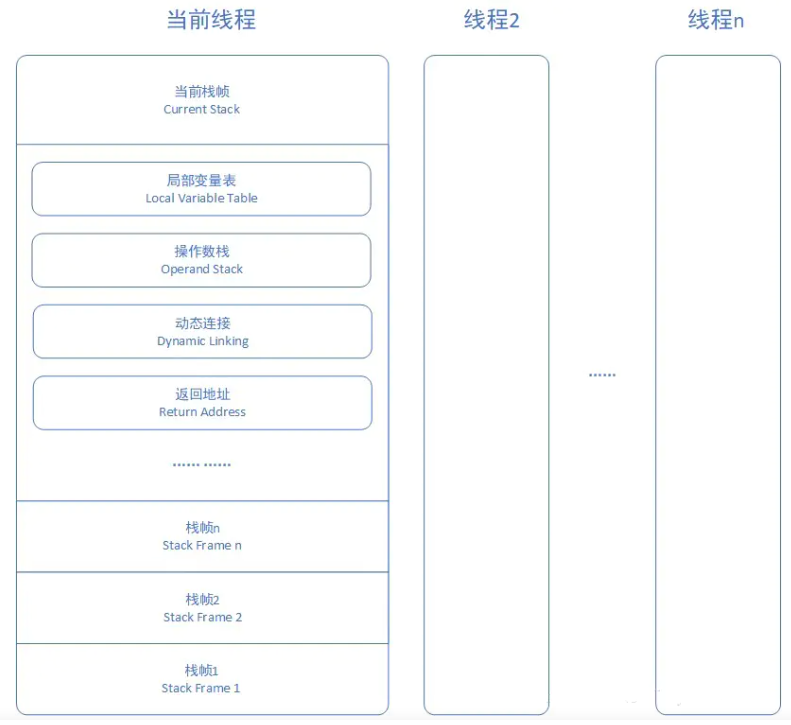 当前线程
线程2
线程n
当前栈帧
Current Stack
局部变量表
Local Variable Table
操作数栈
Operand Stack
动态连接
Dynamic Linking
返回地址
Return Address
…… ……
……
栈帧n
Stack Frame n
栈帧2
Stack Frame 2
栈帧1
Stack Frame 1